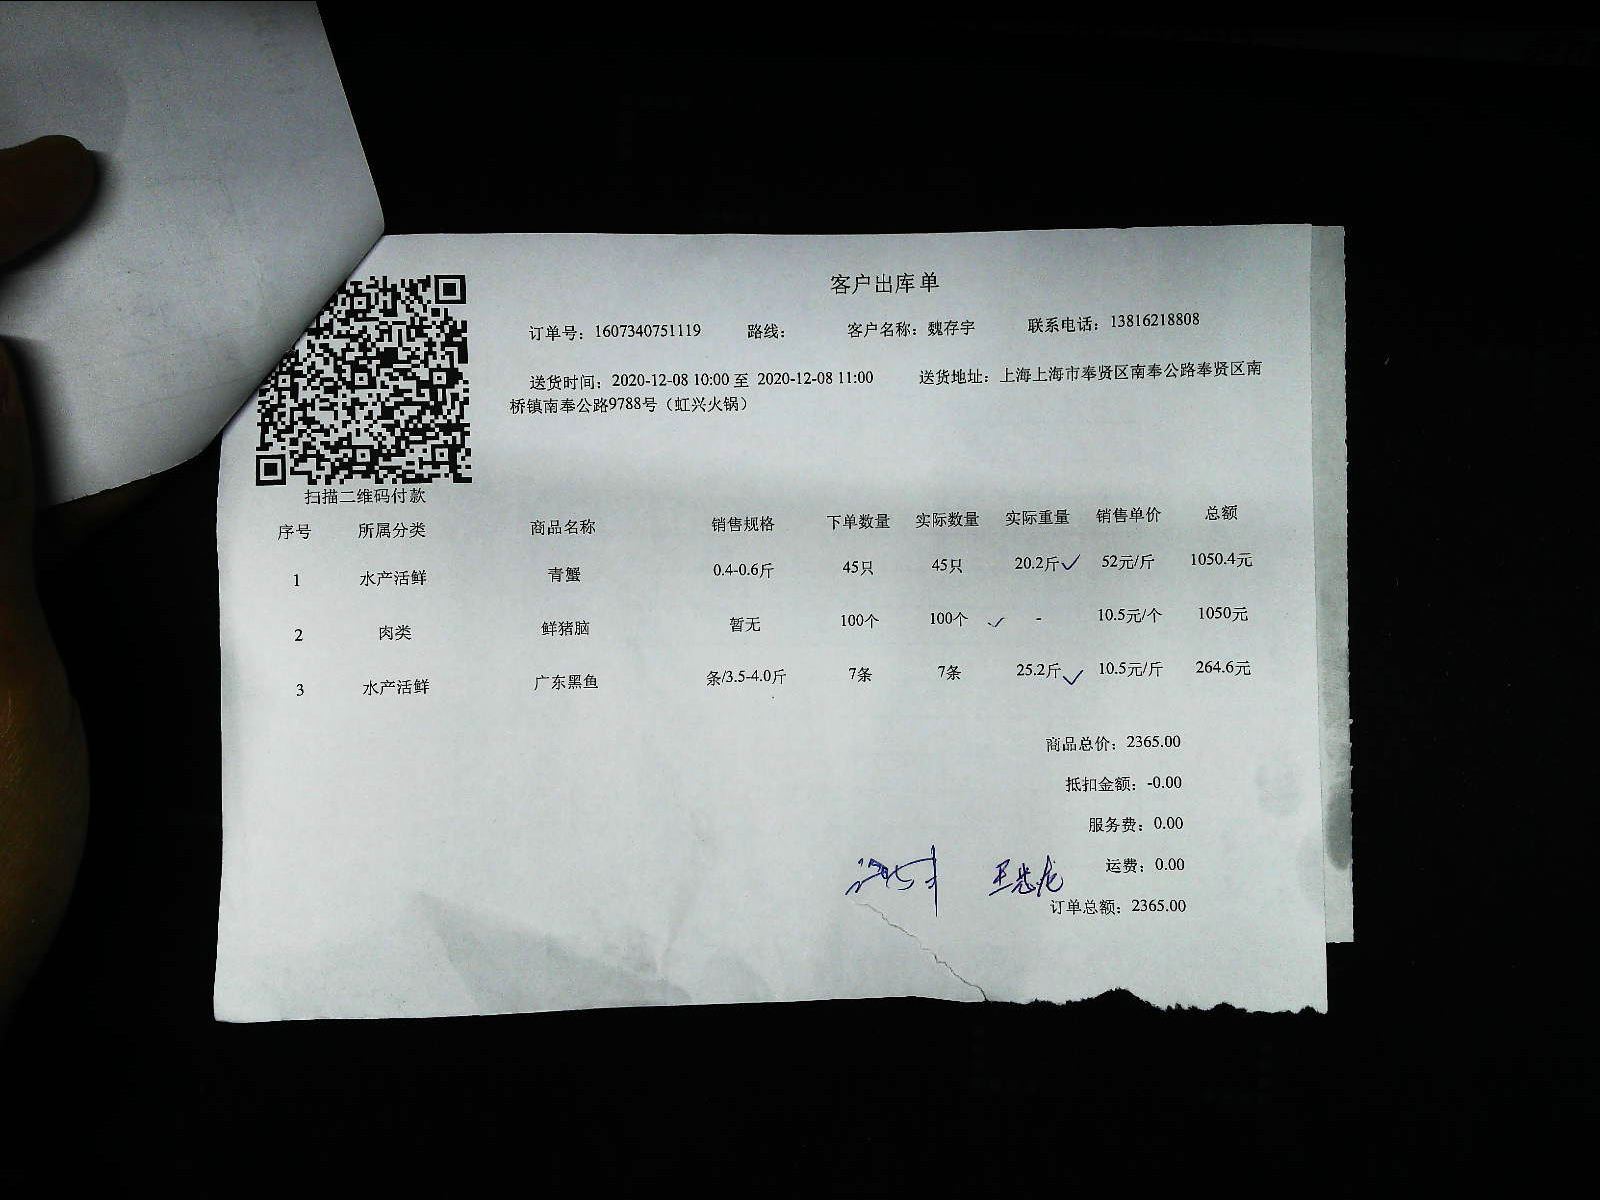 客户出库单
订单号：1607340751119 路线： 客户名称：魏存宇 联系电话：13816218808
送货时间：2020-12-08 10:00 至 2020-12-08 11:00 送货地址：上海上海市奉贤区南奉公路奉贤区南
桥镇南奉公路9788号（虹兴火锅）
扫描二维码付款
序号 所属分类 商品名称 销售规格 下单数量 实际数量 实际重量 销售单价 总额
1 水产活鲜 青蟹 0.4-0.6斤 45只 45只 20.2斤 52元/斤 1050.4元
2 肉类 鲜猪脑 暂无 100个 100个 - 10.5元/个 1050元
3 水产活鲜 广东黑鱼 条/3.5-4.0斤 7条 7条 25.2斤 10.5元/斤 264.6元
商品总价：2365.00
抵扣金额：-0.00
服务费：0.00
运费：0.00
订单总额：2365.00